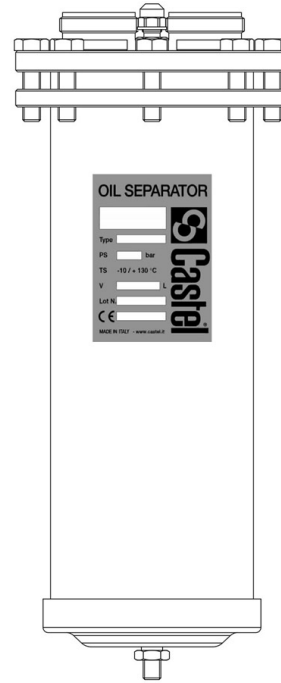 OIL SEPARATOR
Type
PS bar
TS -10 / + 130 °C
V L
Lot N.
CE
MADE IN ITALY - www.castel.it
Castel